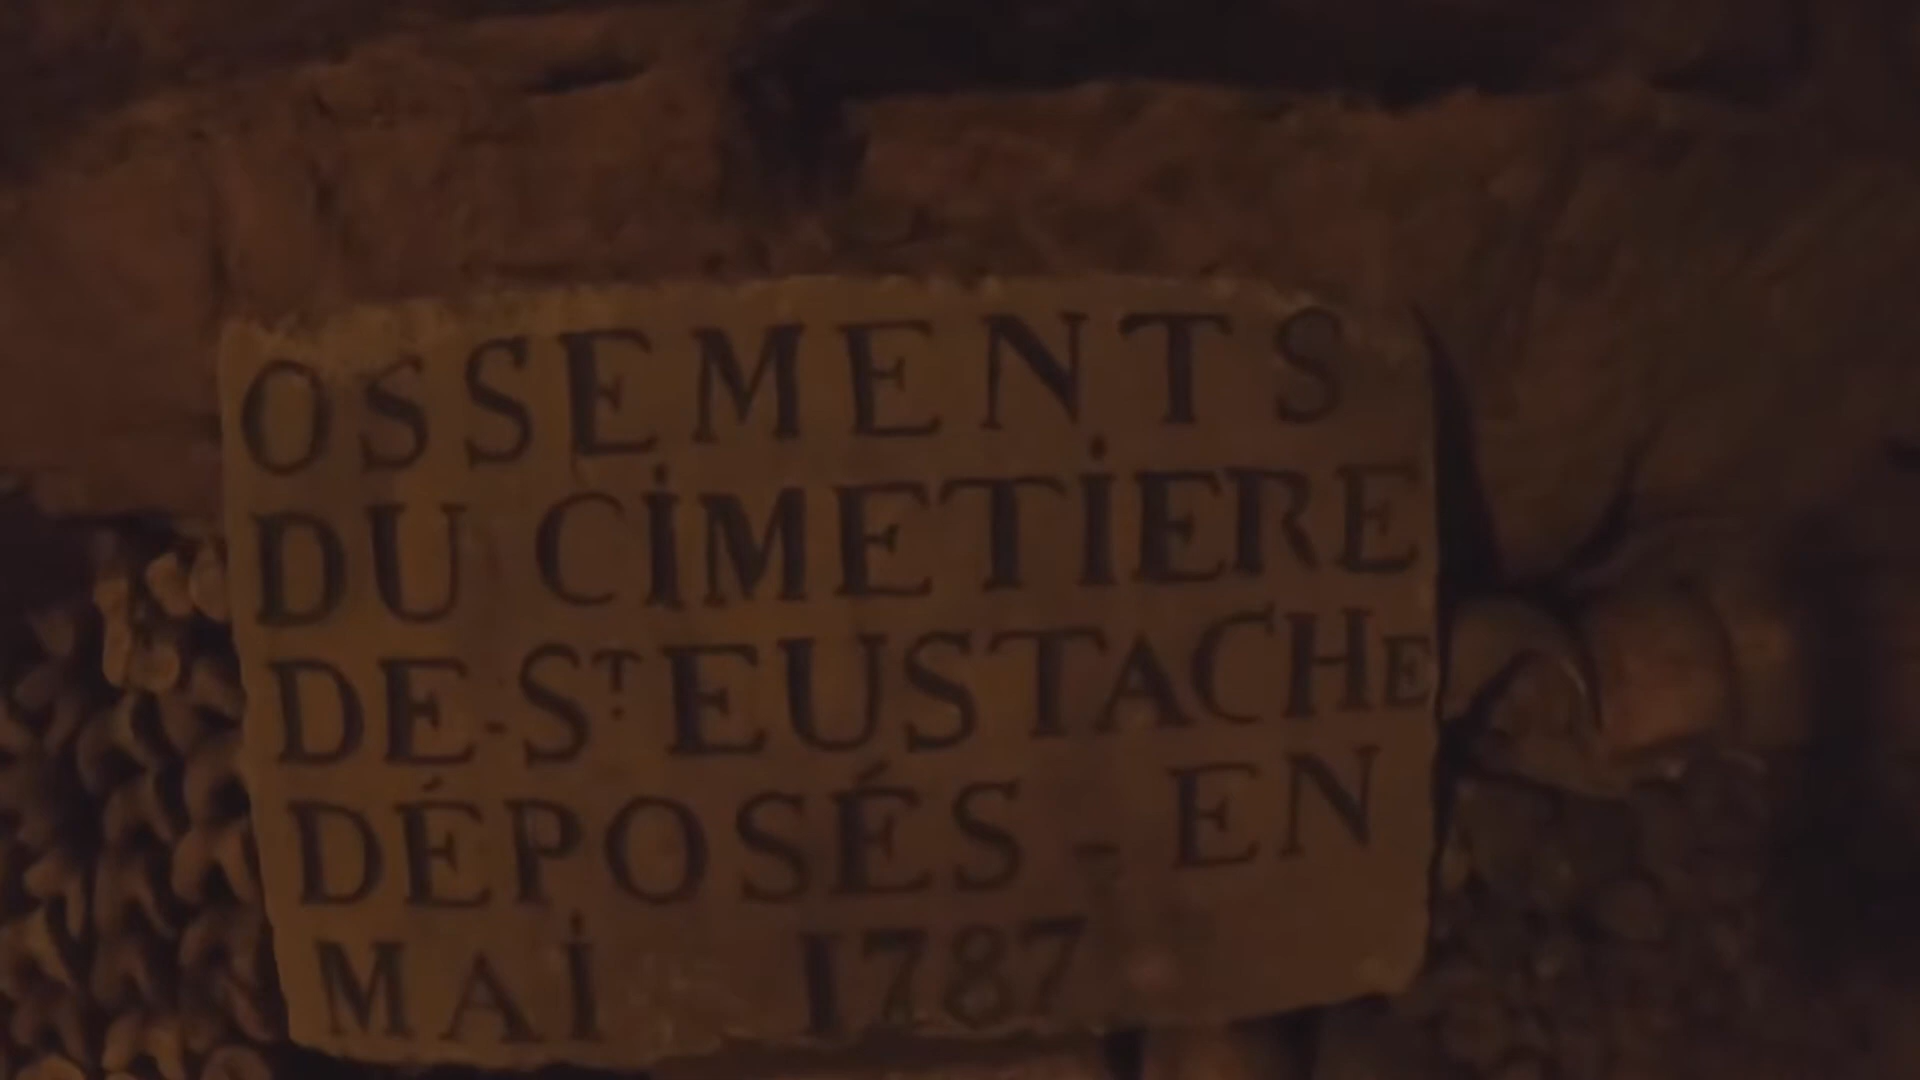 OSSEMENTS
DU CIMETIERE
DE-ST EUSTACHE
DÉPOSÉS - EN
MAI 1787